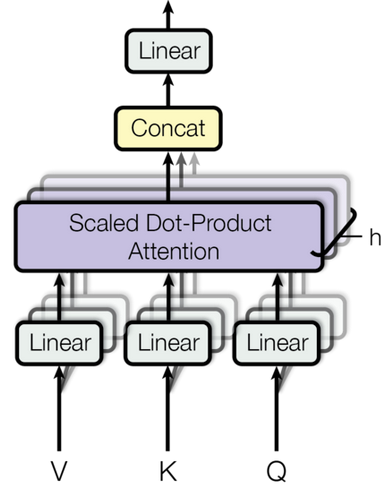 Linear
Concat
Scaled Dot-Product
Attention
h
Linear Linear Linear
V K Q